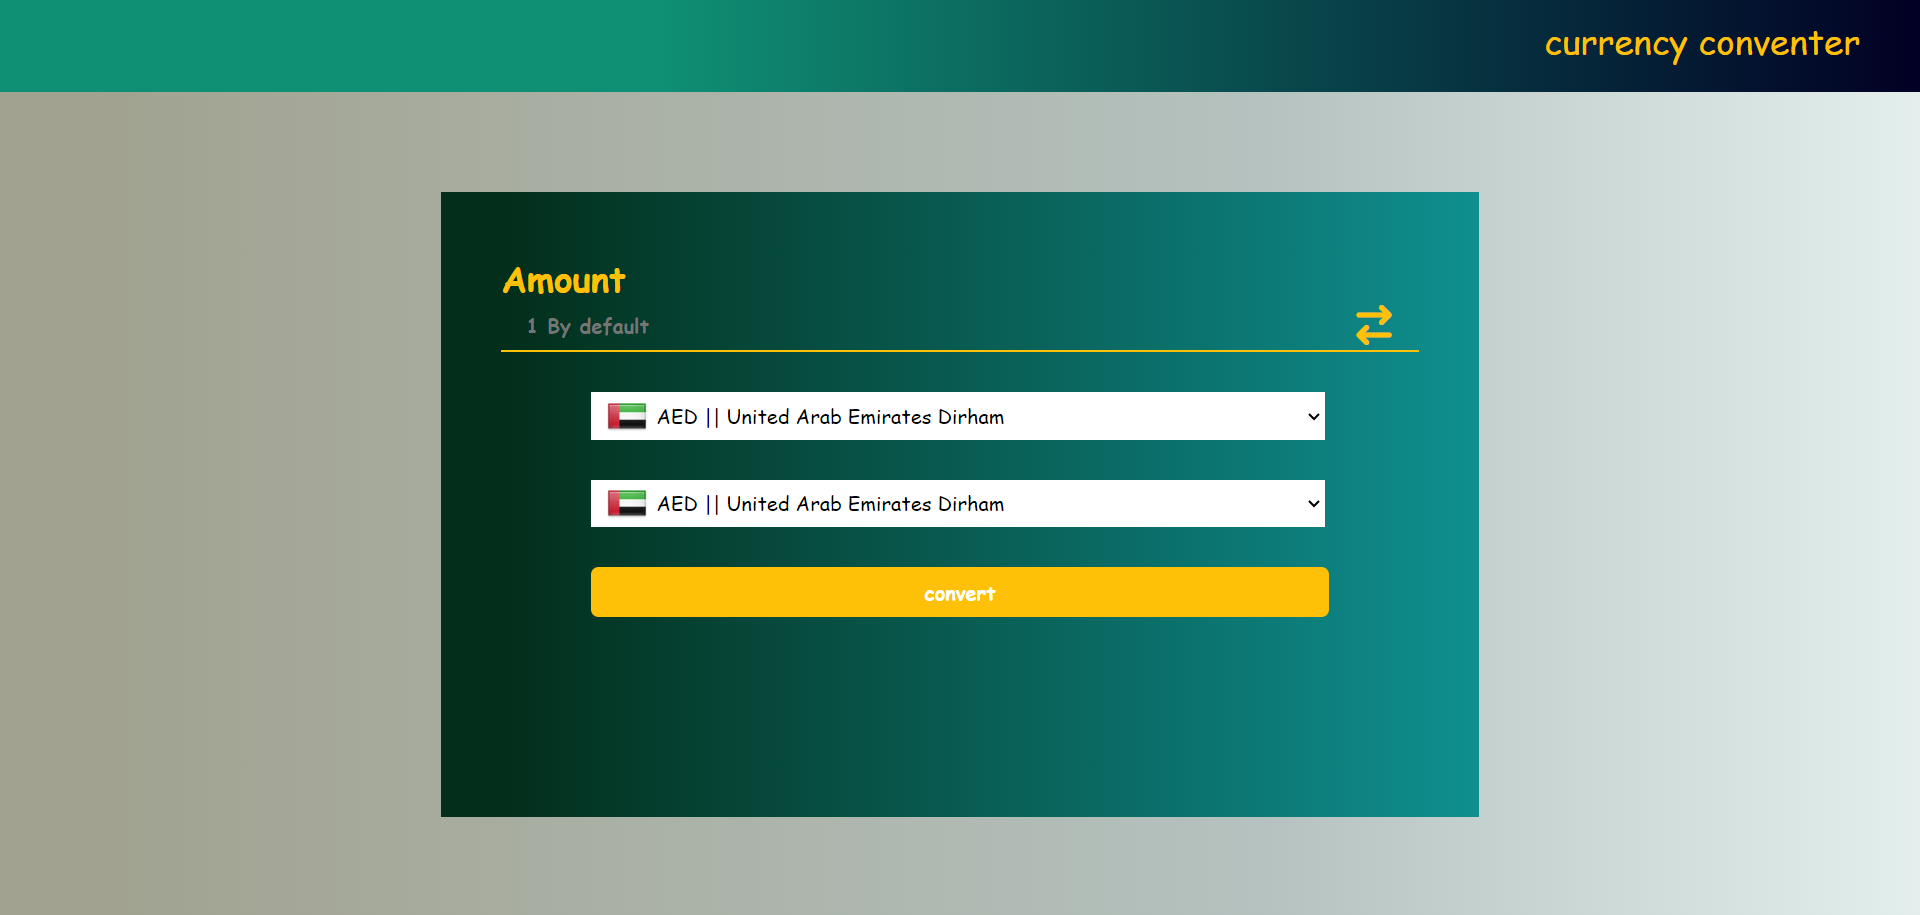 currency conventer
Amount
1 By default
AED || United Arab Emirates Dirham
AED || United Arab Emirates Dirham
convert